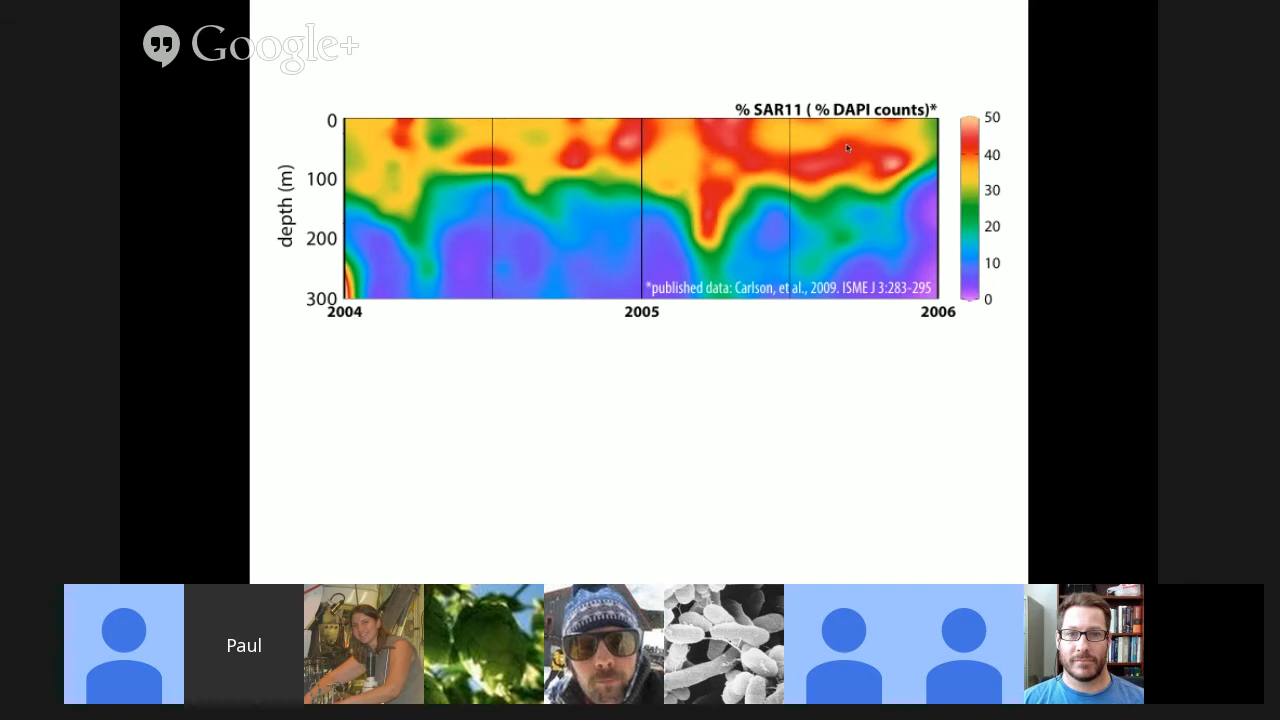 Google+
% SAR11 ( % DAPI counts)*
0
100
200
300
depth (m)
2004
2005
2006
*published data: Carlson, et al., 2009. ISME J 3:283-295
50
40
30
20
10
0
Paul